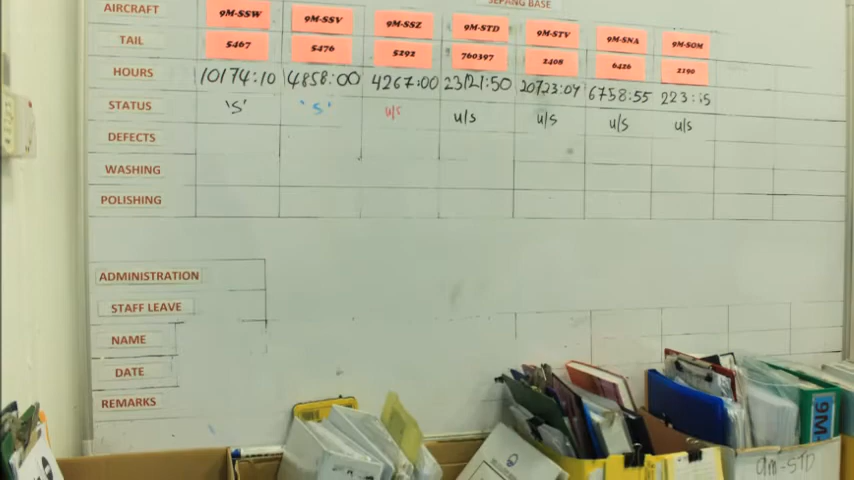 SEPANG BASE
AIRCRAFT 9M-SSW 9M-SSV 9M-SSZ 9M-STD 9M-STV 9M-SNA 9M-SOM
TAIL 5467 5476 5292 760397 2408 6426 2190
HOURS 10174:10 4858:00 4267:00 23121:50 20723:04 6758:55 223:15
STATUS 'S' 'S' u/s u/s u/s u/s u/s
DEFECTS
WASHING
POLISHING
ADMINISTRATION
STAFF LEAVE
NAME
DATE
REMARKS
9M
9M-STD